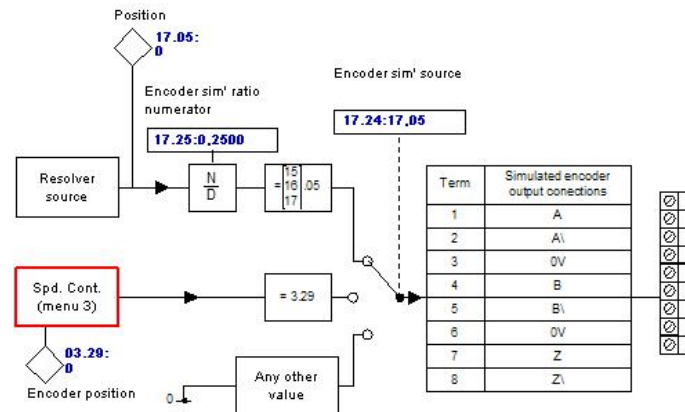 Position
17.05:
0
Encoder sim' ratio
numerator
17.25:0,2500
Encoder sim' source
17.24:17,05
Resolver
source
N
D
=
15
16
17
.05
Spd. Cont.
(menu 3)
= 3.29
03.29:
0
Encoder position
0
Any other
value
Term
Simulated encoder
output conections
1 A
2 A\
3 0V
4 B
5 B\
6 0V
7 Z
8 Z\